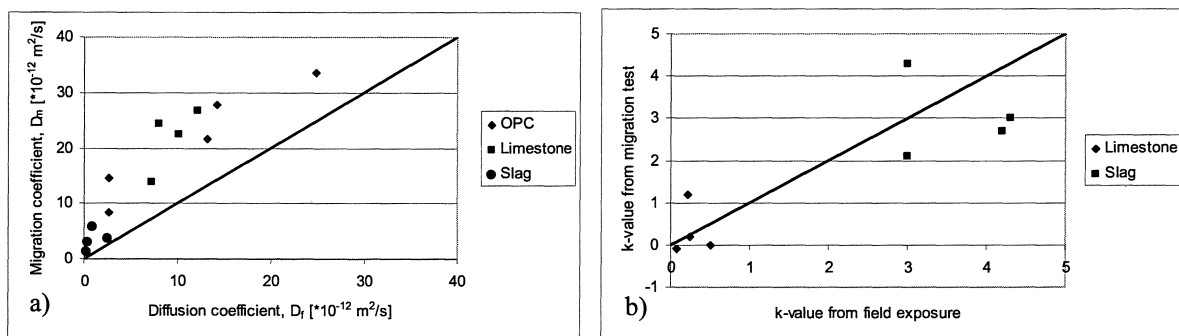 40
30
20
10
0
0 10 20 30 40
Migration coefficient, Dm [*10-12 m2/s]
Diffusion coefficient, Df [*10-12 m2/s]
OPC
Limestone
Slag
a)
5
4
3
2
1
0
-1
0 1 2 3 4 5
k-value from migration test
k-value from field exposure
Limestone
Slag
b)